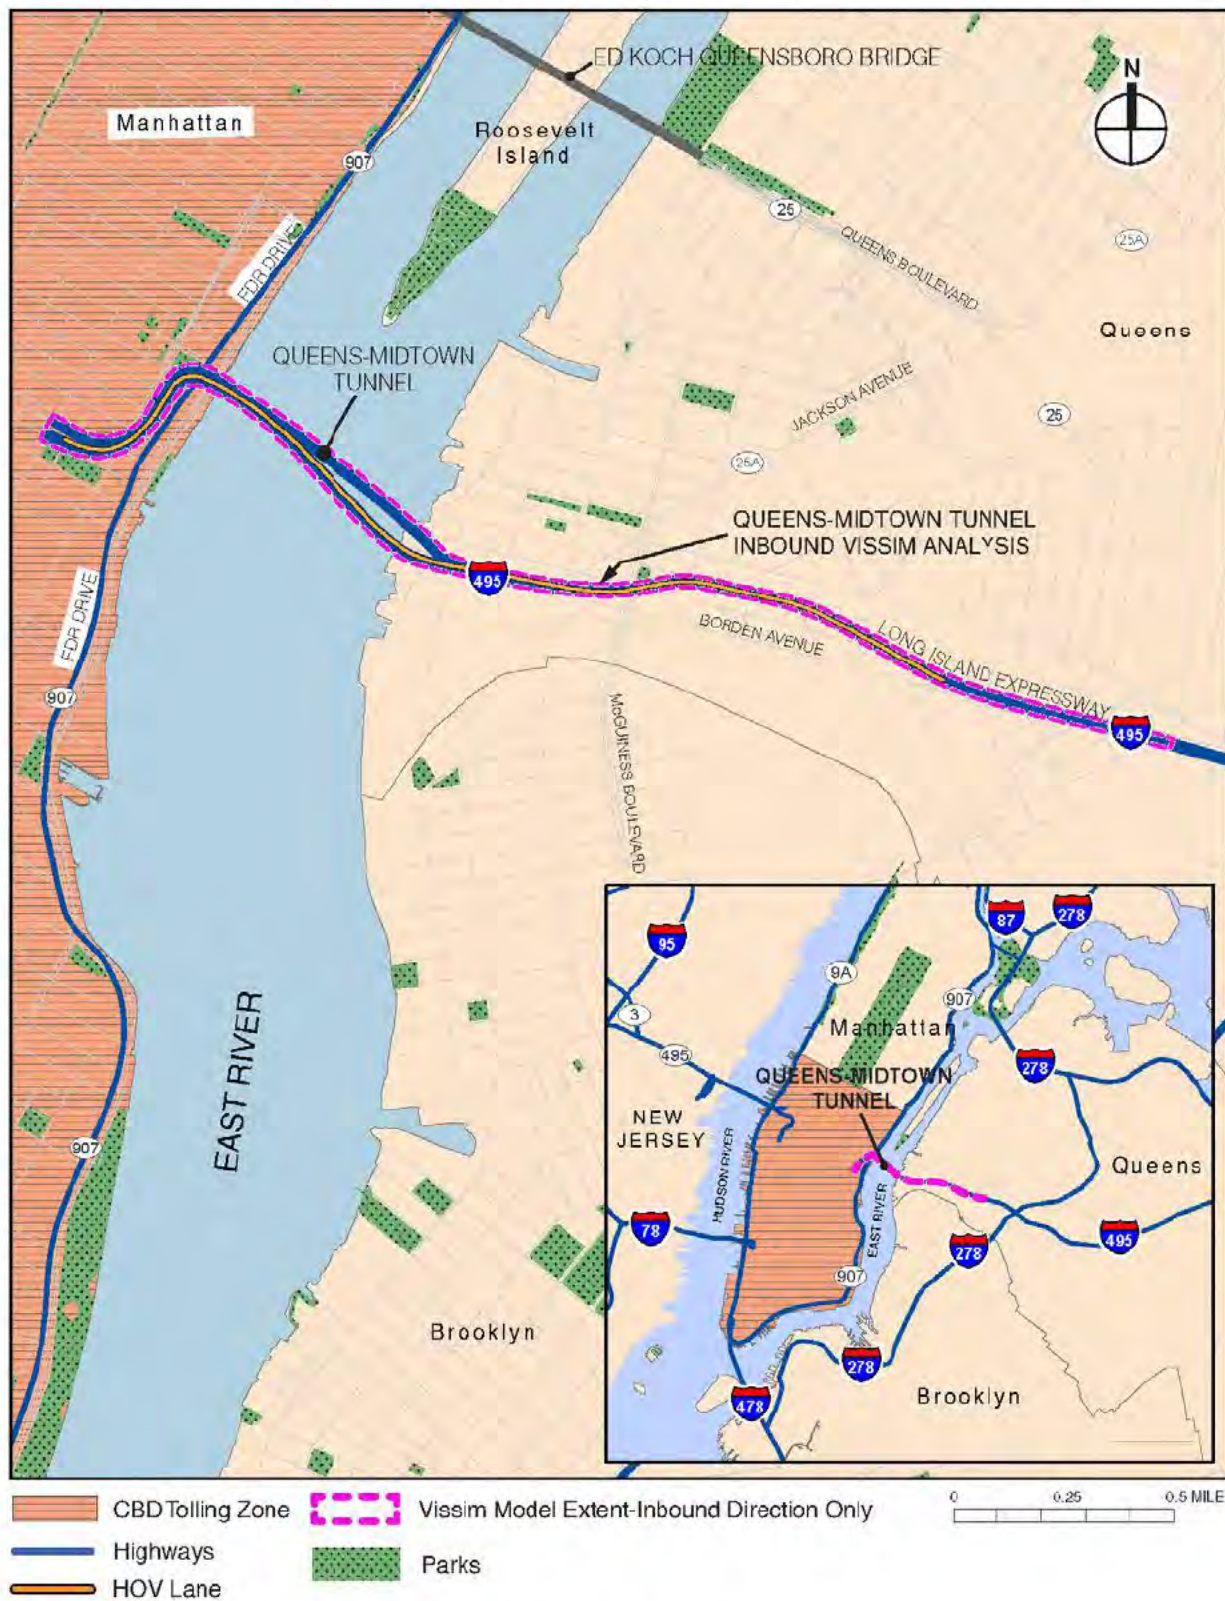 ED KOCH QUEENSBORO BRIDGE
N
Manhattan
Roosevelt
Island
907
25
25A
QUEENS BOULEVARD
FDR DRIVE
Queens
QUEENS-MIDTOWN
TUNNEL
JACKSON AVENUE
25
25A
QUEENS-MIDTOWN TUNNEL
INBOUND VISSIM ANALYSIS
495
FDR DRIVE
BORDEN AVENUE
LONG ISLAND EXPRESSWAY
907
495
McGUINESS BOULEVARD
EAST RIVER
907
Brooklyn
95
87
278
9A
907
3
Manhattan
495
278
QUEENS-MIDTOWN
TUNNEL
NEW
JERSEY
HUDSON RIVER
Queens
EAST RIVER
78
278
495
907
278
478
Brooklyn
CBD Tolling Zone
Vissim Model Extent-Inbound Direction Only
0 0.25 0.5 MILE
Highways
Parks
HOV Lane